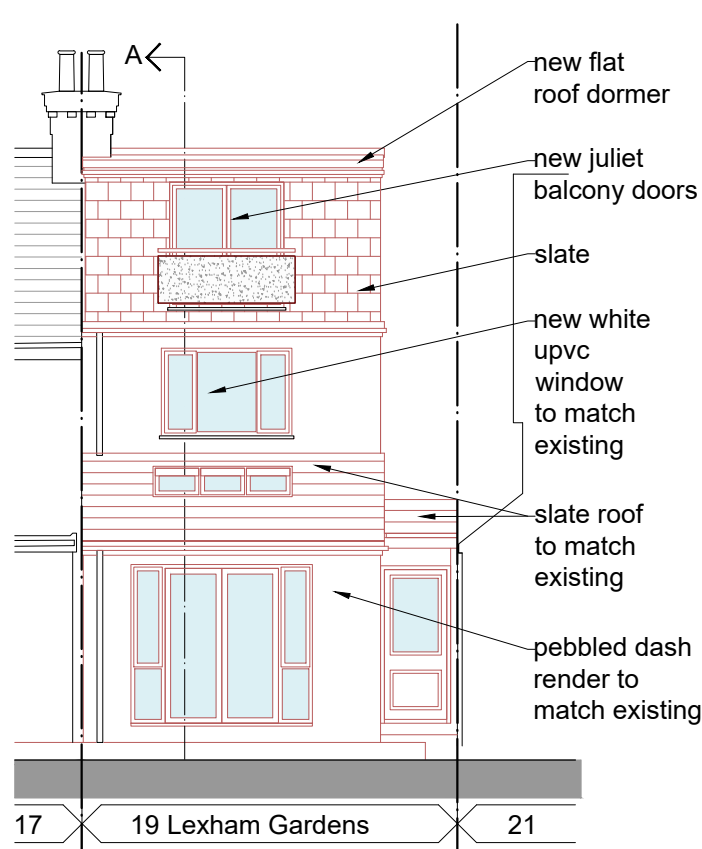 A
new flat
roof dormer
new juliet
balcony doors
slate
new white
upvc
window
to match
existing
slate roof
to match
existing
pebbled dash
render to
match existing
17
19 Lexham Gardens
21